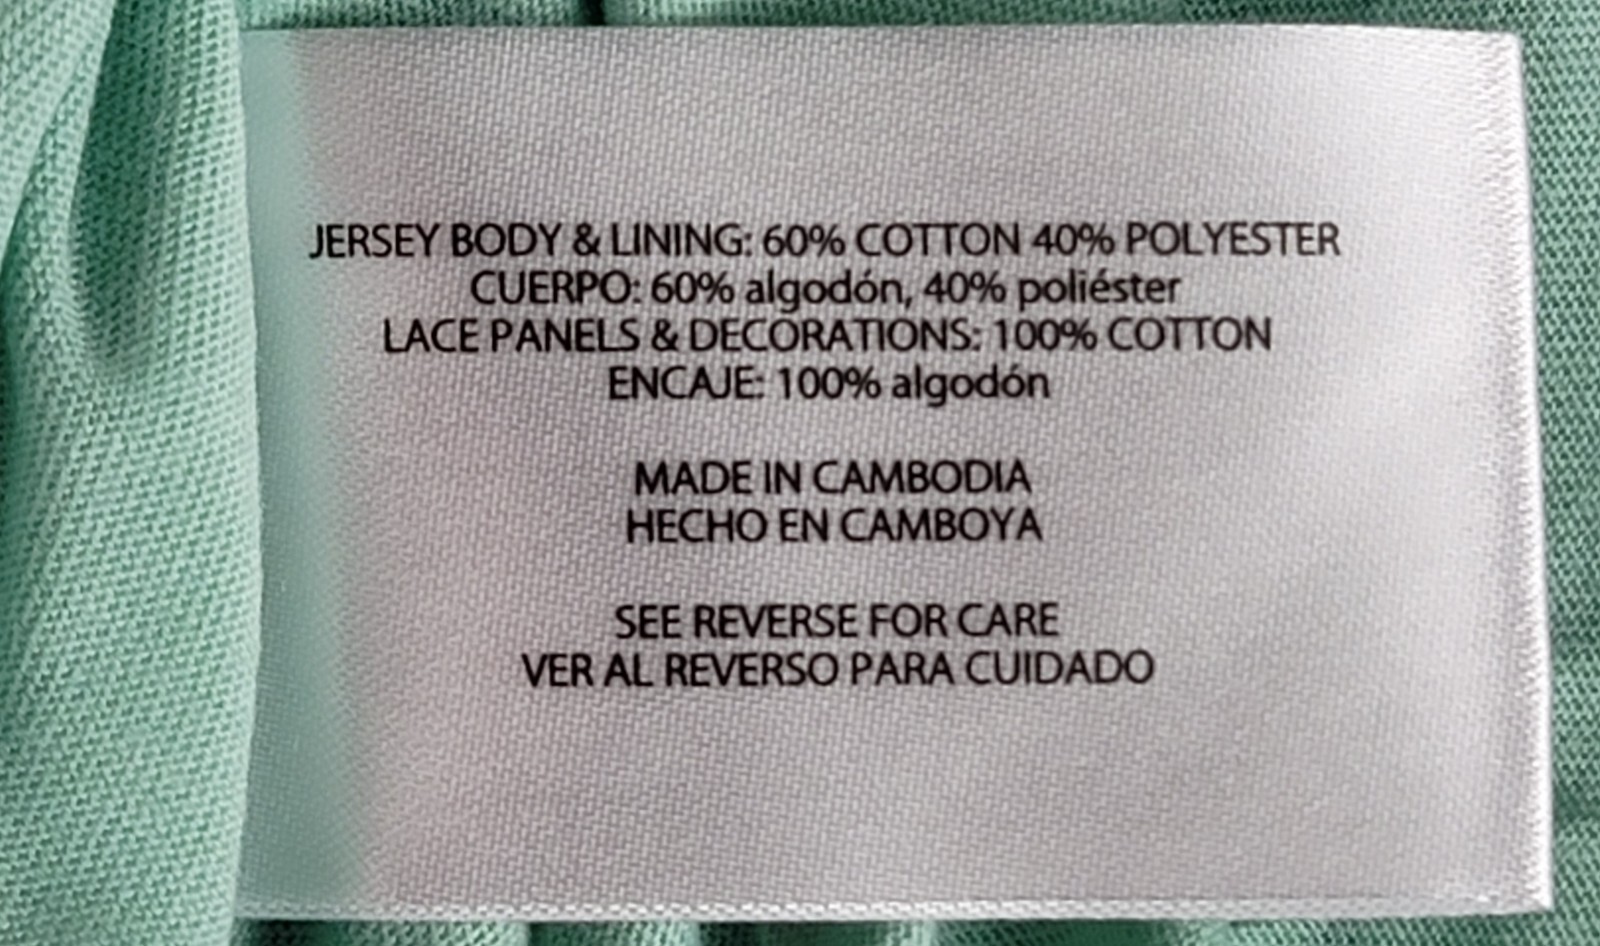 JERSEY BODY & LINING: 60% COTTON 40% POLYESTER
CUERPO: 60% algodón, 40% poliéster
LACE PANELS & DECORATIONS: 100% COTTON
ENCAJE: 100% algodón
MADE IN CAMBODIA
HECHO EN CAMBOYA
SEE REVERSE FOR CARE
VER AL REVERSO PARA CUIDADO